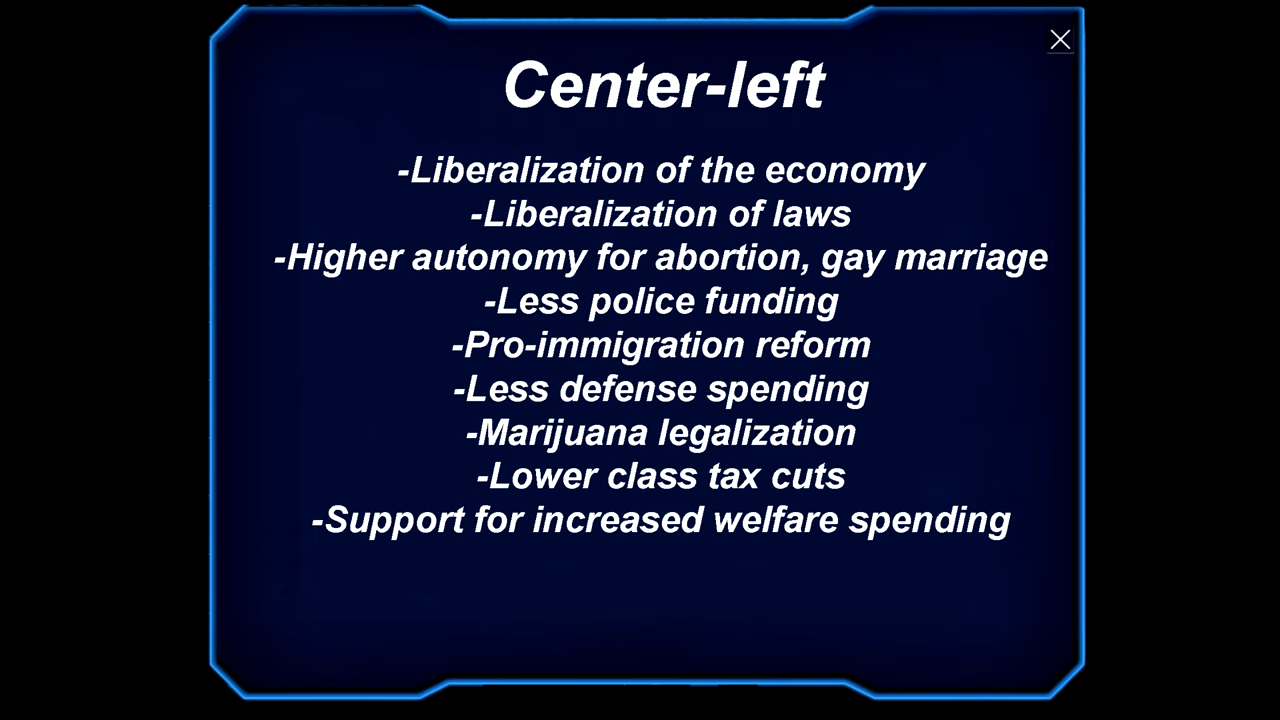 Center-left
-Liberalization of the economy
-Liberalization of laws
-Higher autonomy for abortion, gay marriage
-Less police funding
-Pro-immigration reform
-Less defense spending
-Marijuana legalization
-Lower class tax cuts
-Support for increased welfare spending